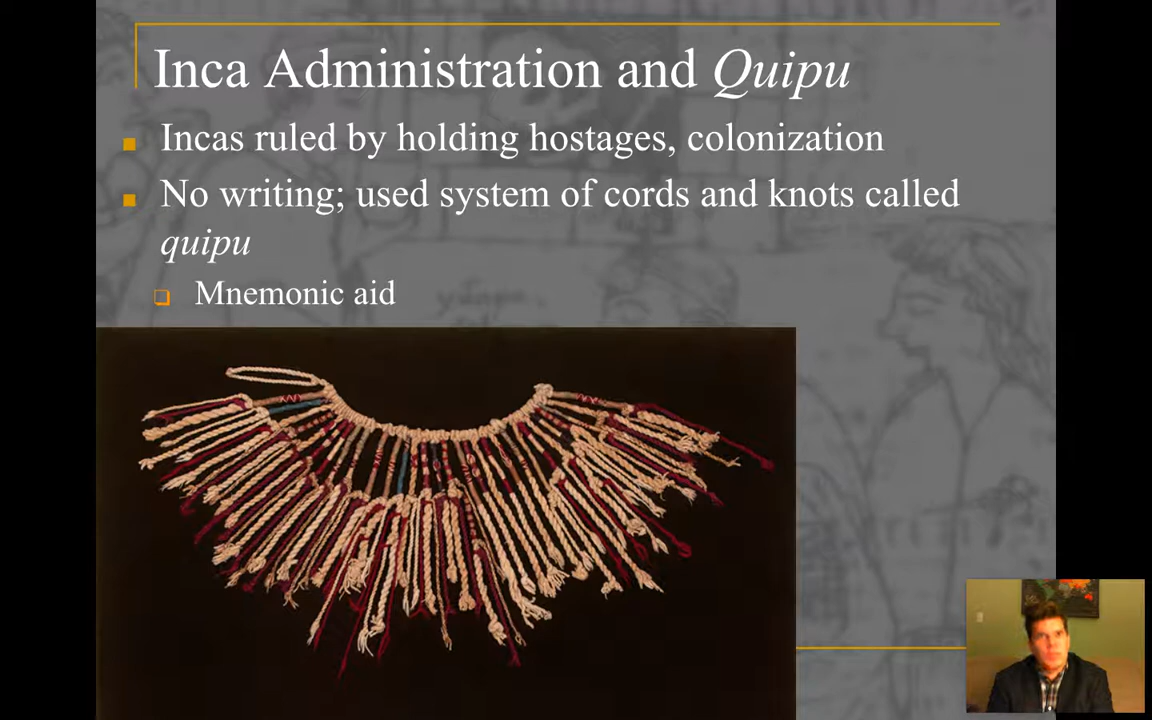 Inca Administration and Quipu
Incas ruled by holding hostages, colonization
No writing; used system of cords and knots called
quipu
Mnemonic aid